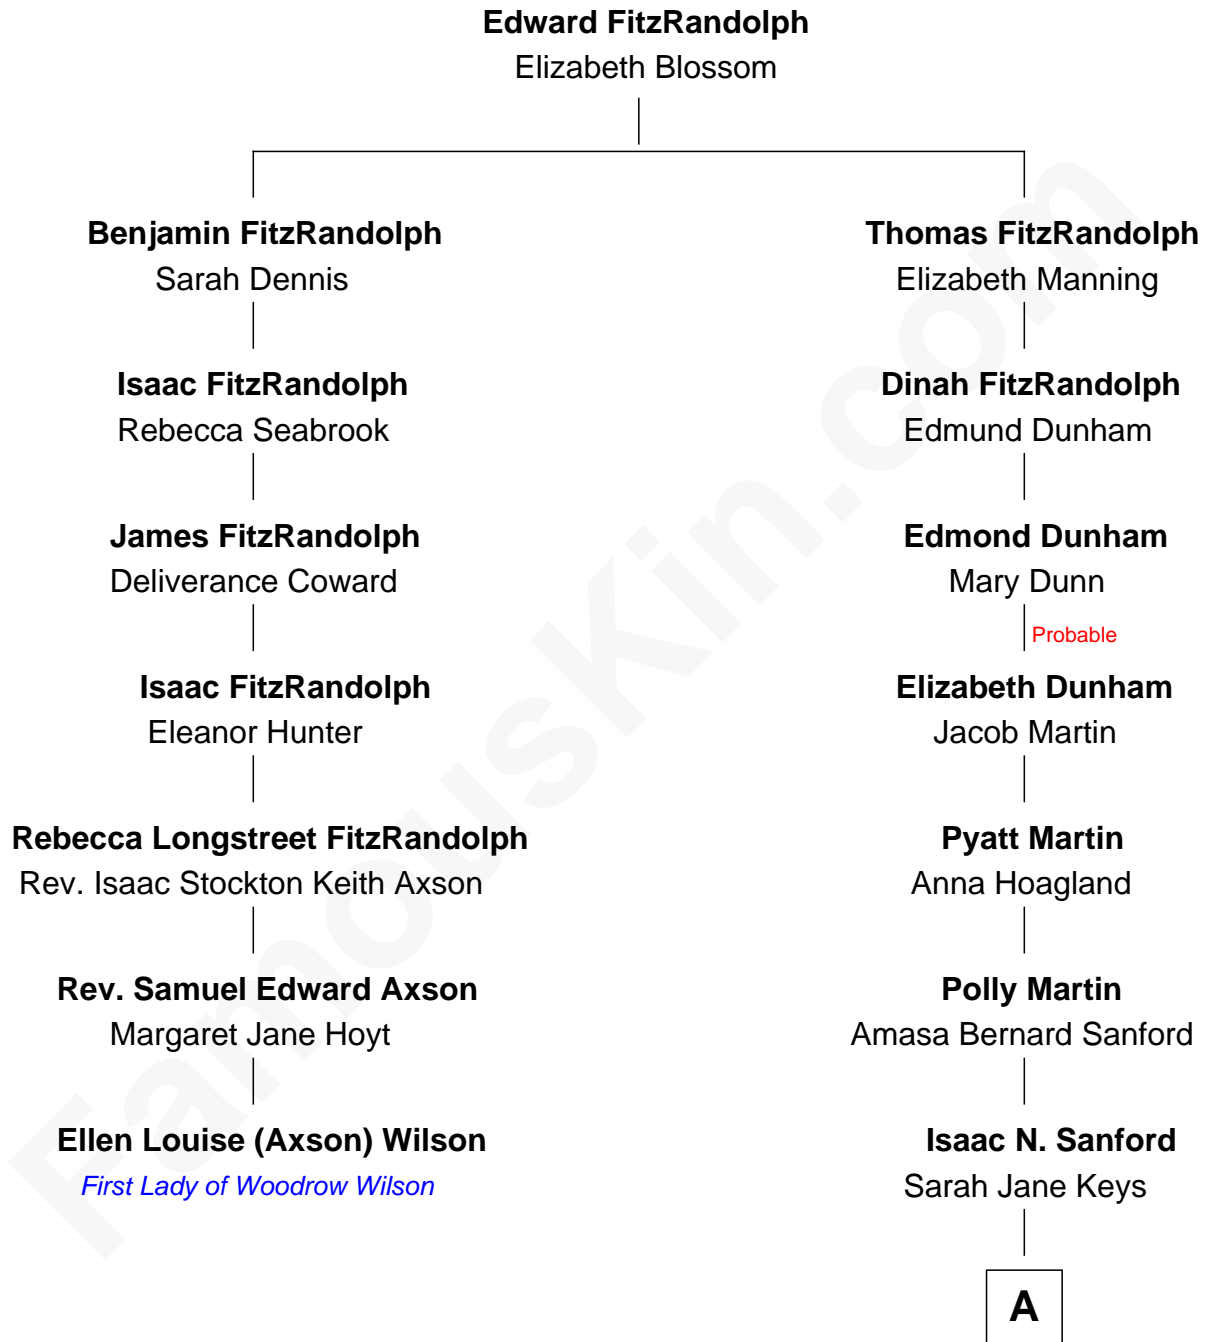 Edward FitzRandolph
Elizabeth Blossom
Benjamin FitzRandolph
Sarah Dennis
Thomas FitzRandolph
Elizabeth Manning
Isaac FitzRandolph
Rebecca Seabrook
Dinah FitzRandolph
Edmund Dunham
James FitzRandolph
Deliverance Coward
Edmond Dunham
Mary Dunn
Probable
Isaac FitzRandolph
Eleanor Hunter
Elizabeth Dunham
Jacob Martin
Rebecca Longstreet FitzRandolph
Rev. Isaac Stockton Keith Axson
Pyatt Martin
Anna Hoagland
Rev. Samuel Edward Axson
Margaret Jane Hoyt
Polly Martin
Amasa Bernard Sanford
Ellen Louise (Axson) Wilson
First Lady of Woodrow Wilson
Isaac N. Sanford
Sarah Jane Keys
A
FamousKin.com